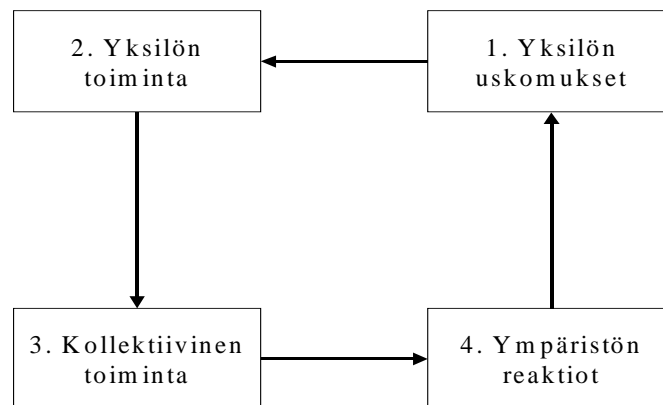 2. Yksilön
toiminta
1. Yksilön
uskomukset
3. Kollektiivinen
toiminta
4. Ympäristön
reaktiot